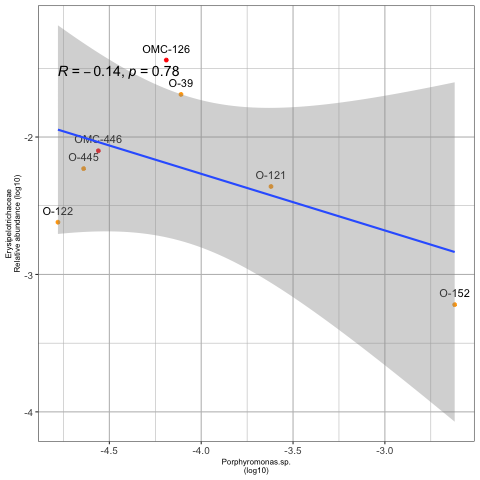 OMC-126
R = −0.14, p = 0.78
O-39
-2
OMC-446
O-445
O-121
O-122
-3
O-152
-4
-4.5
-4.0
-3.5
-3.0
Erysipelotrichaceae
Relative abundance (log10)
Porphyromonas.sp.
(log10)